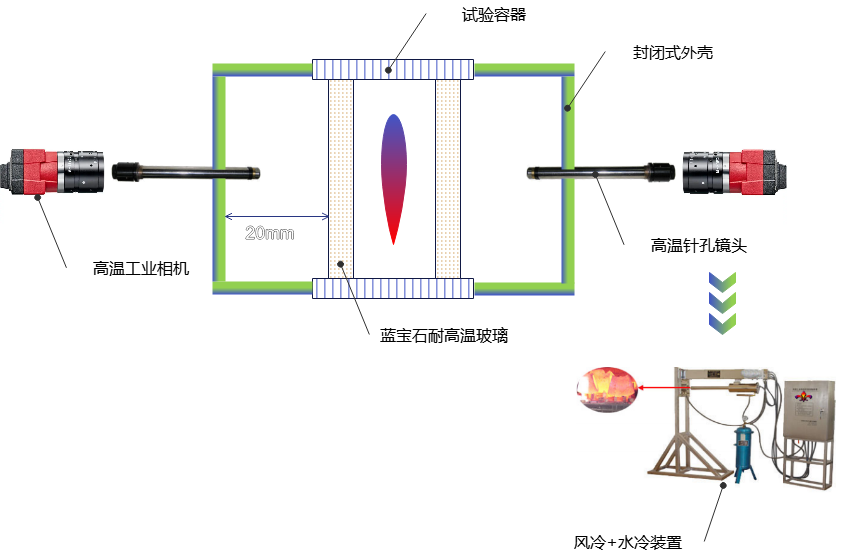 试验容器
封闭式外壳
20mm
高温工业相机
高温针孔镜头
蓝宝石耐高温玻璃
风冷+水冷装置